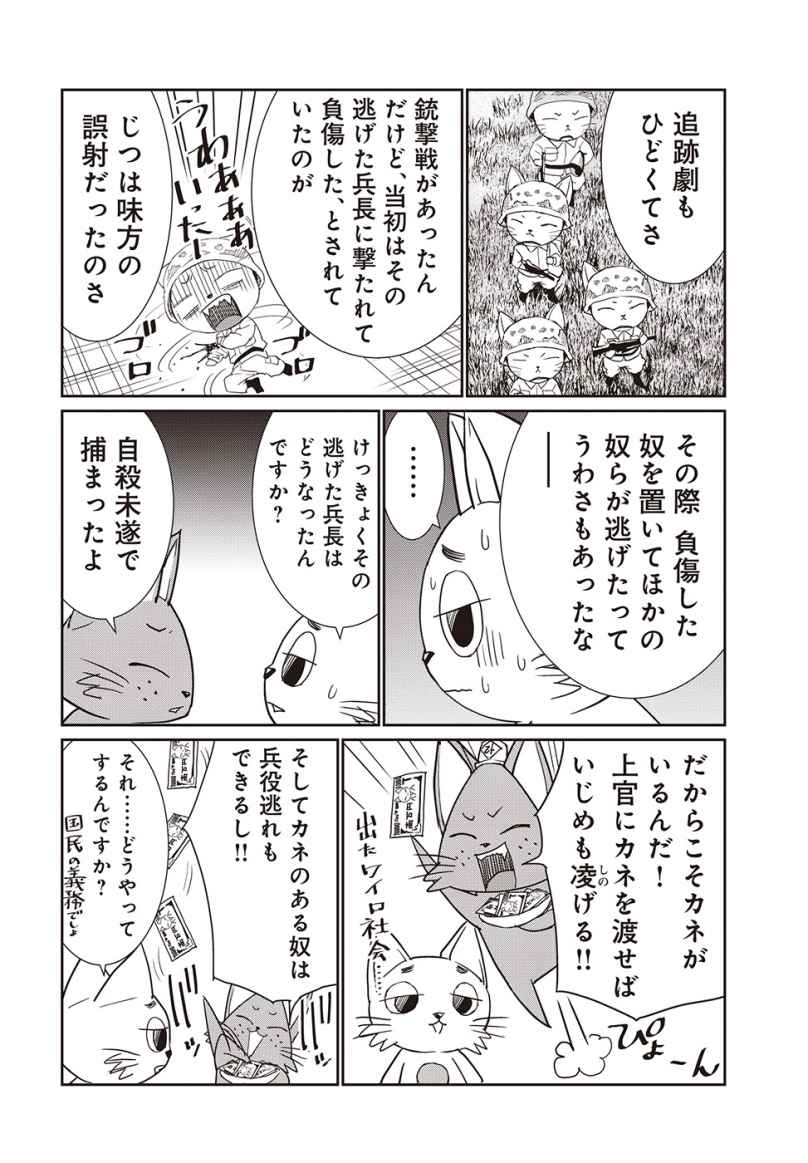 追跡劇も
ひどくてさ
銃撃戦があったん
だけど、当初はその
逃げた兵長に撃たれて
負傷した、とされて
いたのが
じつは味方の
誤射だったのさ
うわあああ
いったー
ゴロ
ゴロ
その際 負傷した
奴を置いてほかの
奴らが逃げたって
うわさもあったな
――
……
けっきょくその
逃げた兵長は
どうなったん
ですか?
自殺未遂で
捕まったよ
だからこそカネが
いるんだ!
上官にカネを渡せば
いじめも凌げる!!
しの
出たワイロ社会…
ぴょーん
そしてカネのある奴は
兵役逃れも
できるし!!
それ……どうやって
するんですか?
国民の義務でしょ